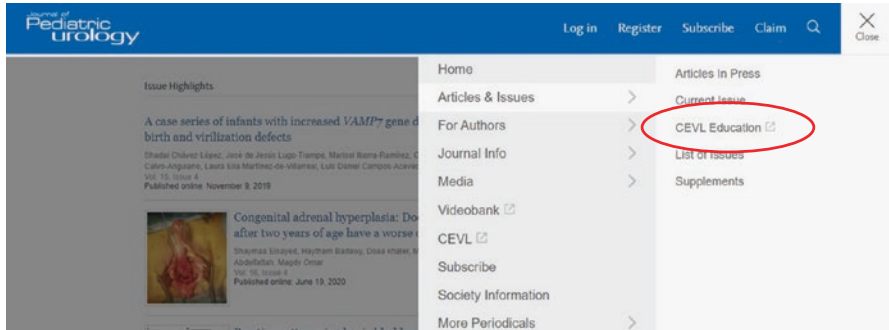 Journal of
Pediatric
urology
Log in Register Subscribe Claim
Close
Issue Highlights
A case series of infants with increased VAMP7 gene d
birth and virilization defects
Shadai Chávez López, José de Jesús Lugo-Trampe, Marisol Ibarra-Ramírez, C
Calvo-Anguiano, Laura Elia Martínez-de-Villarreal, Luis Daniel Campos-Aceved
Vol. 16, Issue 4
Published online: November 9, 2019
Congenital adrenal hyperplasia: Do
after two years of age have a worse
Shaymaa Elsayed, Haytham Badawy, Doaa Khater, M
Abdelfattah, Magdy Omar
Vol. 16, Issue 4
Published online: June 19, 2020
Home
Articles & Issues
For Authors
Journal Info
Media
Videobank
CEVL
Subscribe
Society Information
More Periodicals
Articles In Press
Current Issue
CEVL Education
List of Issues
Supplements